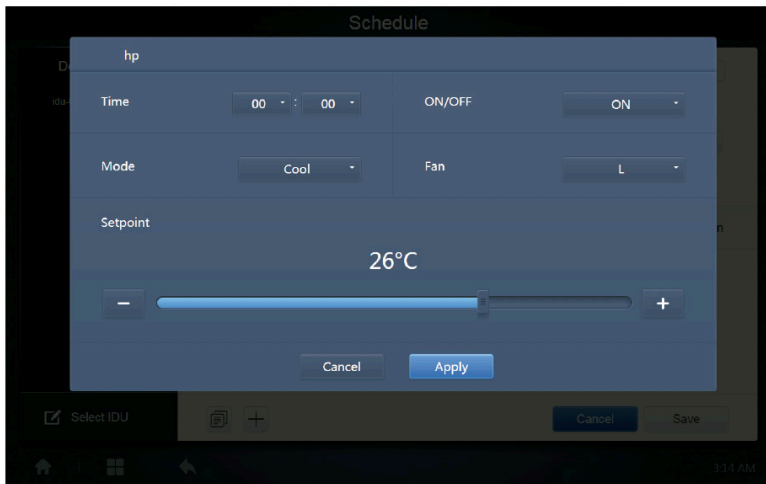 Schedule
hp
Time 00 : 00 ON/OFF ON
Mode Cool Fan L
Setpoint
26°C
− +
Cancel Apply
Select IDU Cancel Save
3:14 AM